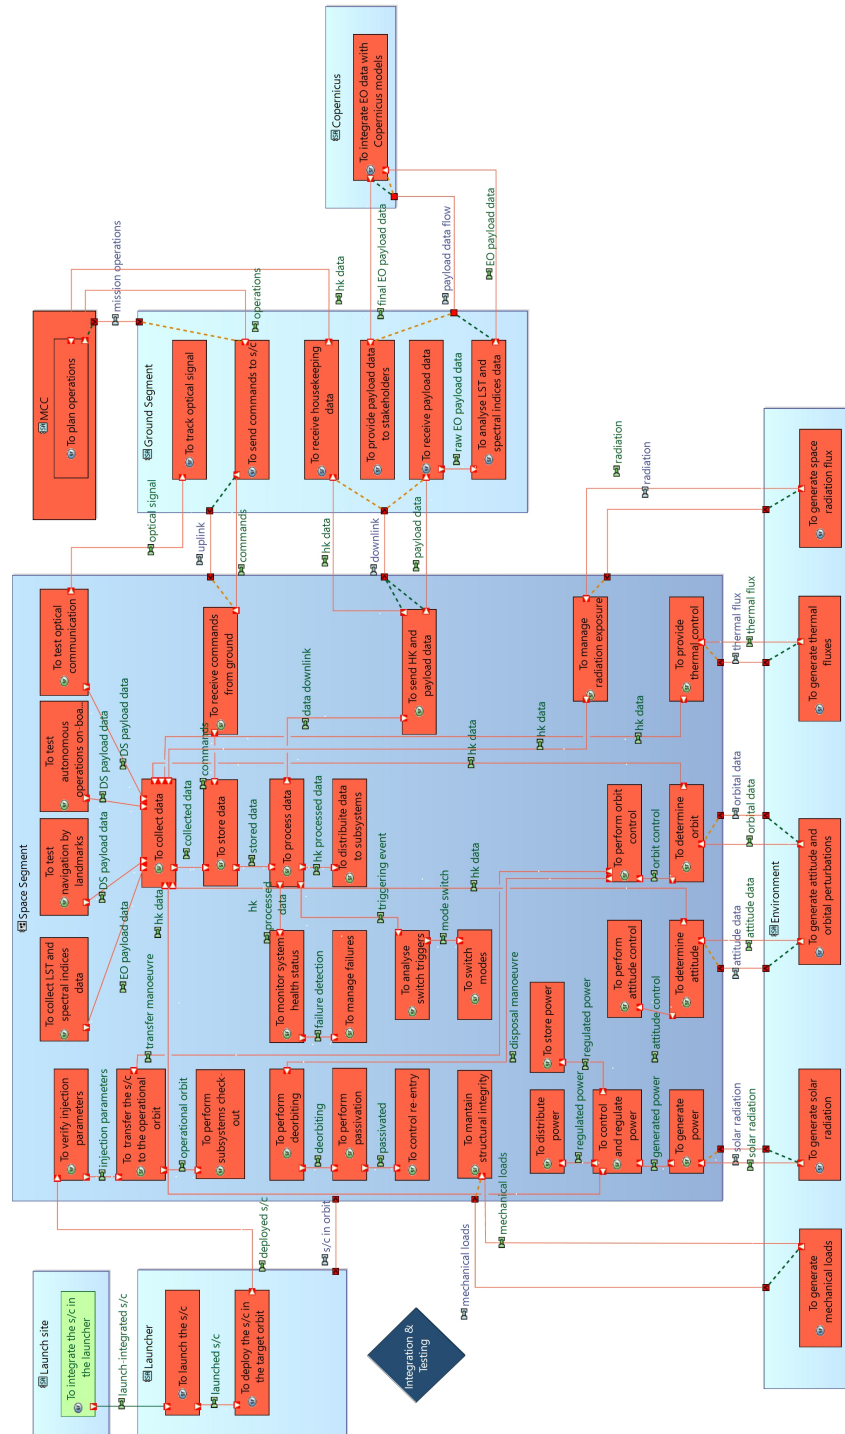 Launch site
To integrate the s/c in
the launcher
launch-integrated s/c
Launcher
To launch the s/c
launched s/c
To deploy the s/c in
the target orbit
deployed s/c
s/c in orbit
Integration &
Testing
Space Segment
To verify injection
parameters
injection parameters
To transfer the s/c
to the operational
orbit
operational orbit
To perform
subsystems check-
out
transfer manoeuvre
To perform
deorbiting
deorbiting
To perform
passivation
passivated
To control re entry
To mantain
structural integrity
mechanical loads
mechanical loads
To distribute
power
regulated power
To control
and regulate
power
generated power
To generate
power
To store power
regulated power
disposal manoeuvre
To collect LST and
spectral indices
data
EO payload data
To test
navigation by
landmarks
DS payload data
To test
autonomous
operations on-boa...
DS payload data
To test optical
communication
DS payload data
optical signal
To collect data
hk data
collected data
To store data
commands
stored data
To process data
hk processed data
To distribuite data
to subsystems
hk
processed
data
To monitor system
health status
failure detection
To manage failures
triggering event
To analyse
switch triggers
mode switch
To switch
modes
To receive commands
from ground
data downlink
To send HK and
payload data
hk data
hk data
hk data
hk data
To perform
attitude control
attitude control
To determine
attitude
To perform orbit
control
orbit control
To determine
orbit
To manage
radiation exposure
To provide
thermal control
MCC
To plan operations
mission operations
Ground Segment
To track optical signal
To send commands to s/c
operations
uplink
commands
To receive housekeeping
data
hk data
hk data
downlink
To provide payload data
to stakeholders
final EO payload data
To receive payload data
payload data
raw EO payload data
To analyse LST and
spectral indices data
payload data flow
EO payload data
Copernicus
To integrate EO data with
Copernicus models
Environment
To generate
mechanical loads
solar radiation
solar radiation
To generate solar
radiation
attitude data
attitude data
orbital data
orbital data
To generate attitude and
orbital perturbations
thermal flux
thermal flux
To generate thermal
fluxes
radiation
radiation
To generate space
radiation flux